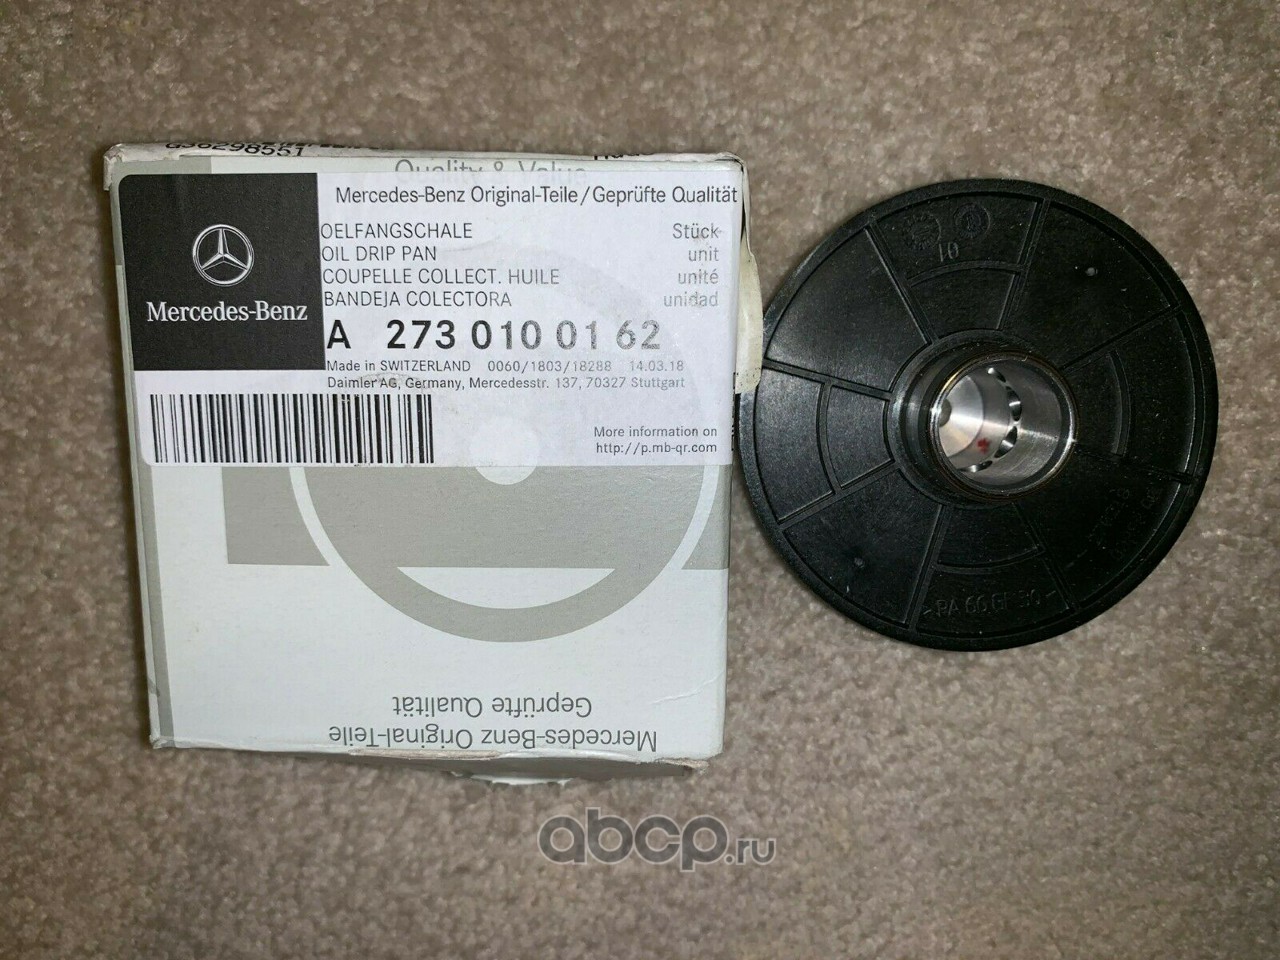 G36298551
Quality & Value
Mercedes-Benz Original-Teile/Geprüfte Qualität
Mercedes-Benz
OELFANGSCHALE Stück
OIL DRIP PAN unit
COUPELLE COLLECT. HUILE unité
BANDEJA COLECTORA unidad
A 273 010 01 62
Made in SWITZERLAND 0060/1803/18288 14.03.18
Daimler AG, Germany, Mercedesstr. 137, 70327 Stuttgart
More information on
http://p.mb-qr.com
Mercedes-Benz Original-Teile
Geprüfte Qualität
10
abcp.ru